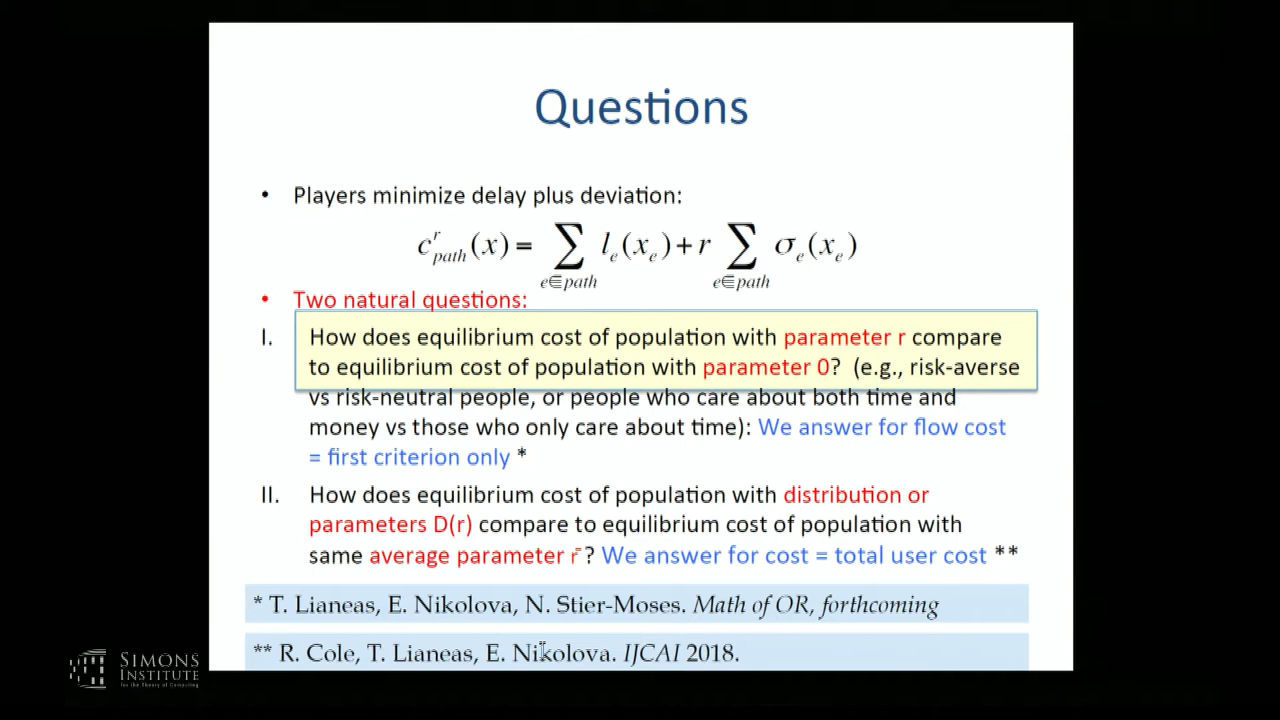 Questions
• Players minimize delay plus deviation:
c^r_path(x) = ∑_{e∈path} l_e(x_e) + r ∑_{e∈path} σ_e(x_e)
• Two natural questions:
I. How does equilibrium cost of population with parameter r compare
to equilibrium cost of population with parameter 0? (e.g., risk-averse
vs risk-neutral people, or people who care about both time and
money vs those who only care about time): We answer for flow cost
= first criterion only *
II. How does equilibrium cost of population with distribution or
parameters D(r) compare to equilibrium cost of population with
same average parameter r̄ ? We answer for cost = total user cost **
* T. Lianeas, E. Nikolova, N. Stier-Moses. Math of OR, forthcoming
** R. Cole, T. Lianeas, E. Nikolova. IJCAI 2018.
SIMONS
INSTITUTE
for the Theory of Computing